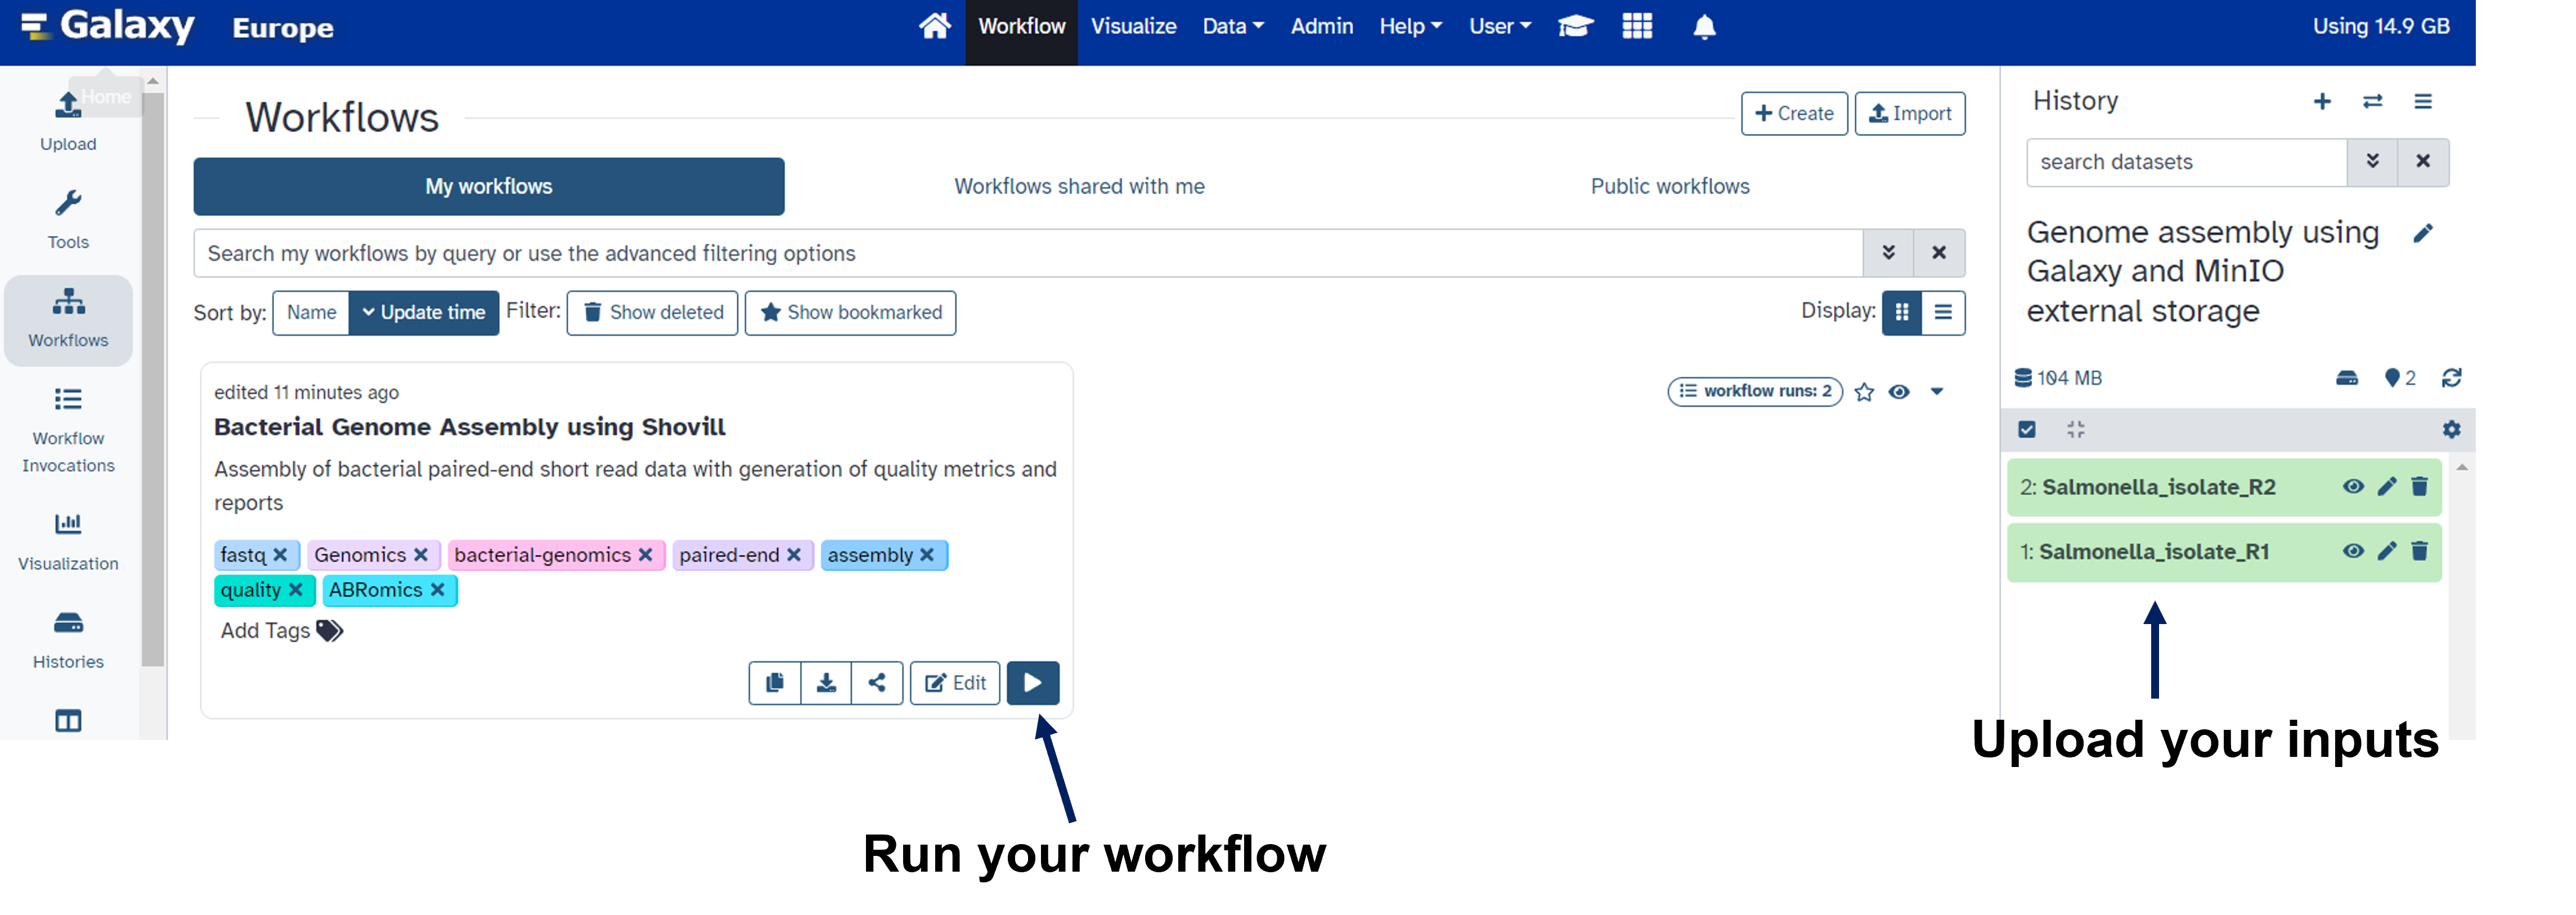 Galaxy Europe
Workflow Visualize Data Admin Help User Using 14.9 GB
Home
Upload
Tools
Workflows
Workflow
Invocations
Visualization
Histories
Workflows
Create Import
My workflows Workflows shared with me Public workflows
Search my workflows by query or use the advanced filtering options
Sort by: Name Update time Filter: Show deleted Show bookmarked Display:
edited 11 minutes ago workflow runs: 2
Bacterial Genome Assembly using Shovill
Assembly of bacterial paired-end short read data with generation of quality metrics and
reports
fastq Genomics bacterial-genomics paired-end assembly
quality ABRomics
Add Tags
Edit
Run your workflow
History
search datasets
Genome assembly using
Galaxy and MinIO
external storage
104 MB 2
2: Salmonella_isolate_R2
1: Salmonella_isolate_R1
Upload your inputs